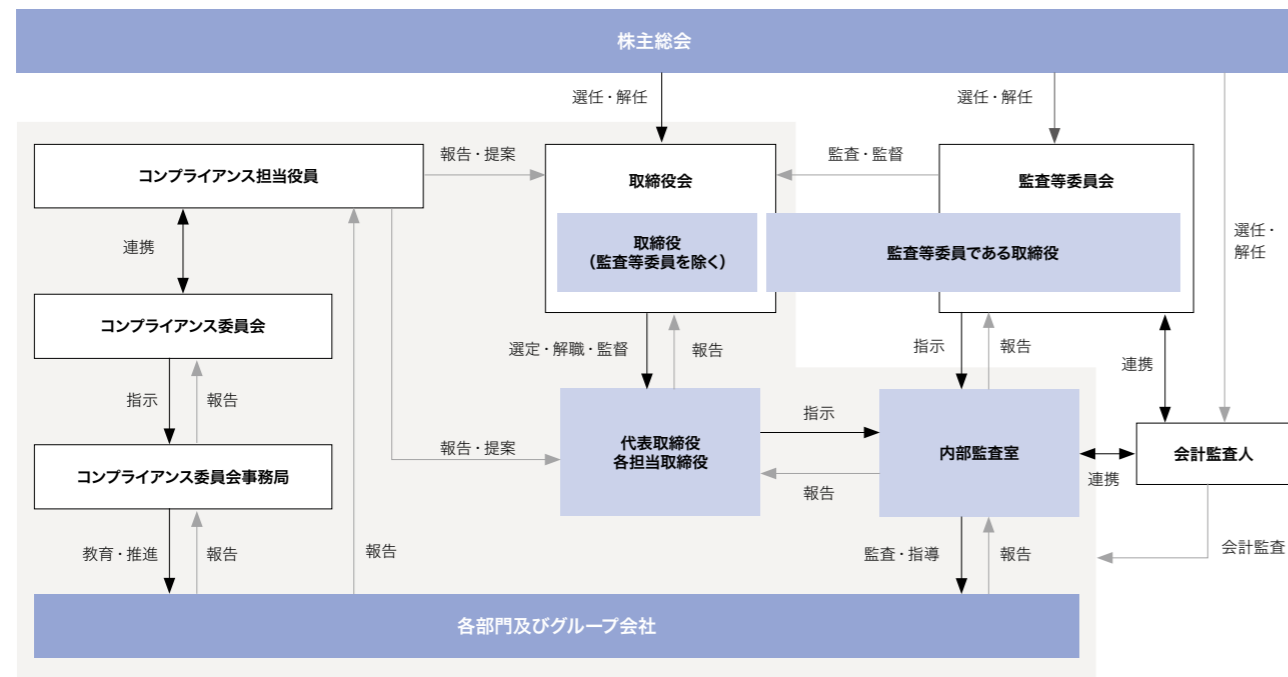 株主総会
選任・解任
選任・解任
選任・
解任
コンプライアンス担当役員
報告・提案
取締役会
監査・監督
監査等委員会
取締役
（監査等委員を除く）
監査等委員である取締役
連携
コンプライアンス委員会
選定・解職・監督
報告
指示
報告
連携
指示
報告
報告・提案
代表取締役
各担当取締役
指示
報告
内部監査室
連携
会計監査人
コンプライアンス委員会事務局
教育・推進
報告
報告
監査・指導
報告
会計監査
各部門及びグループ会社